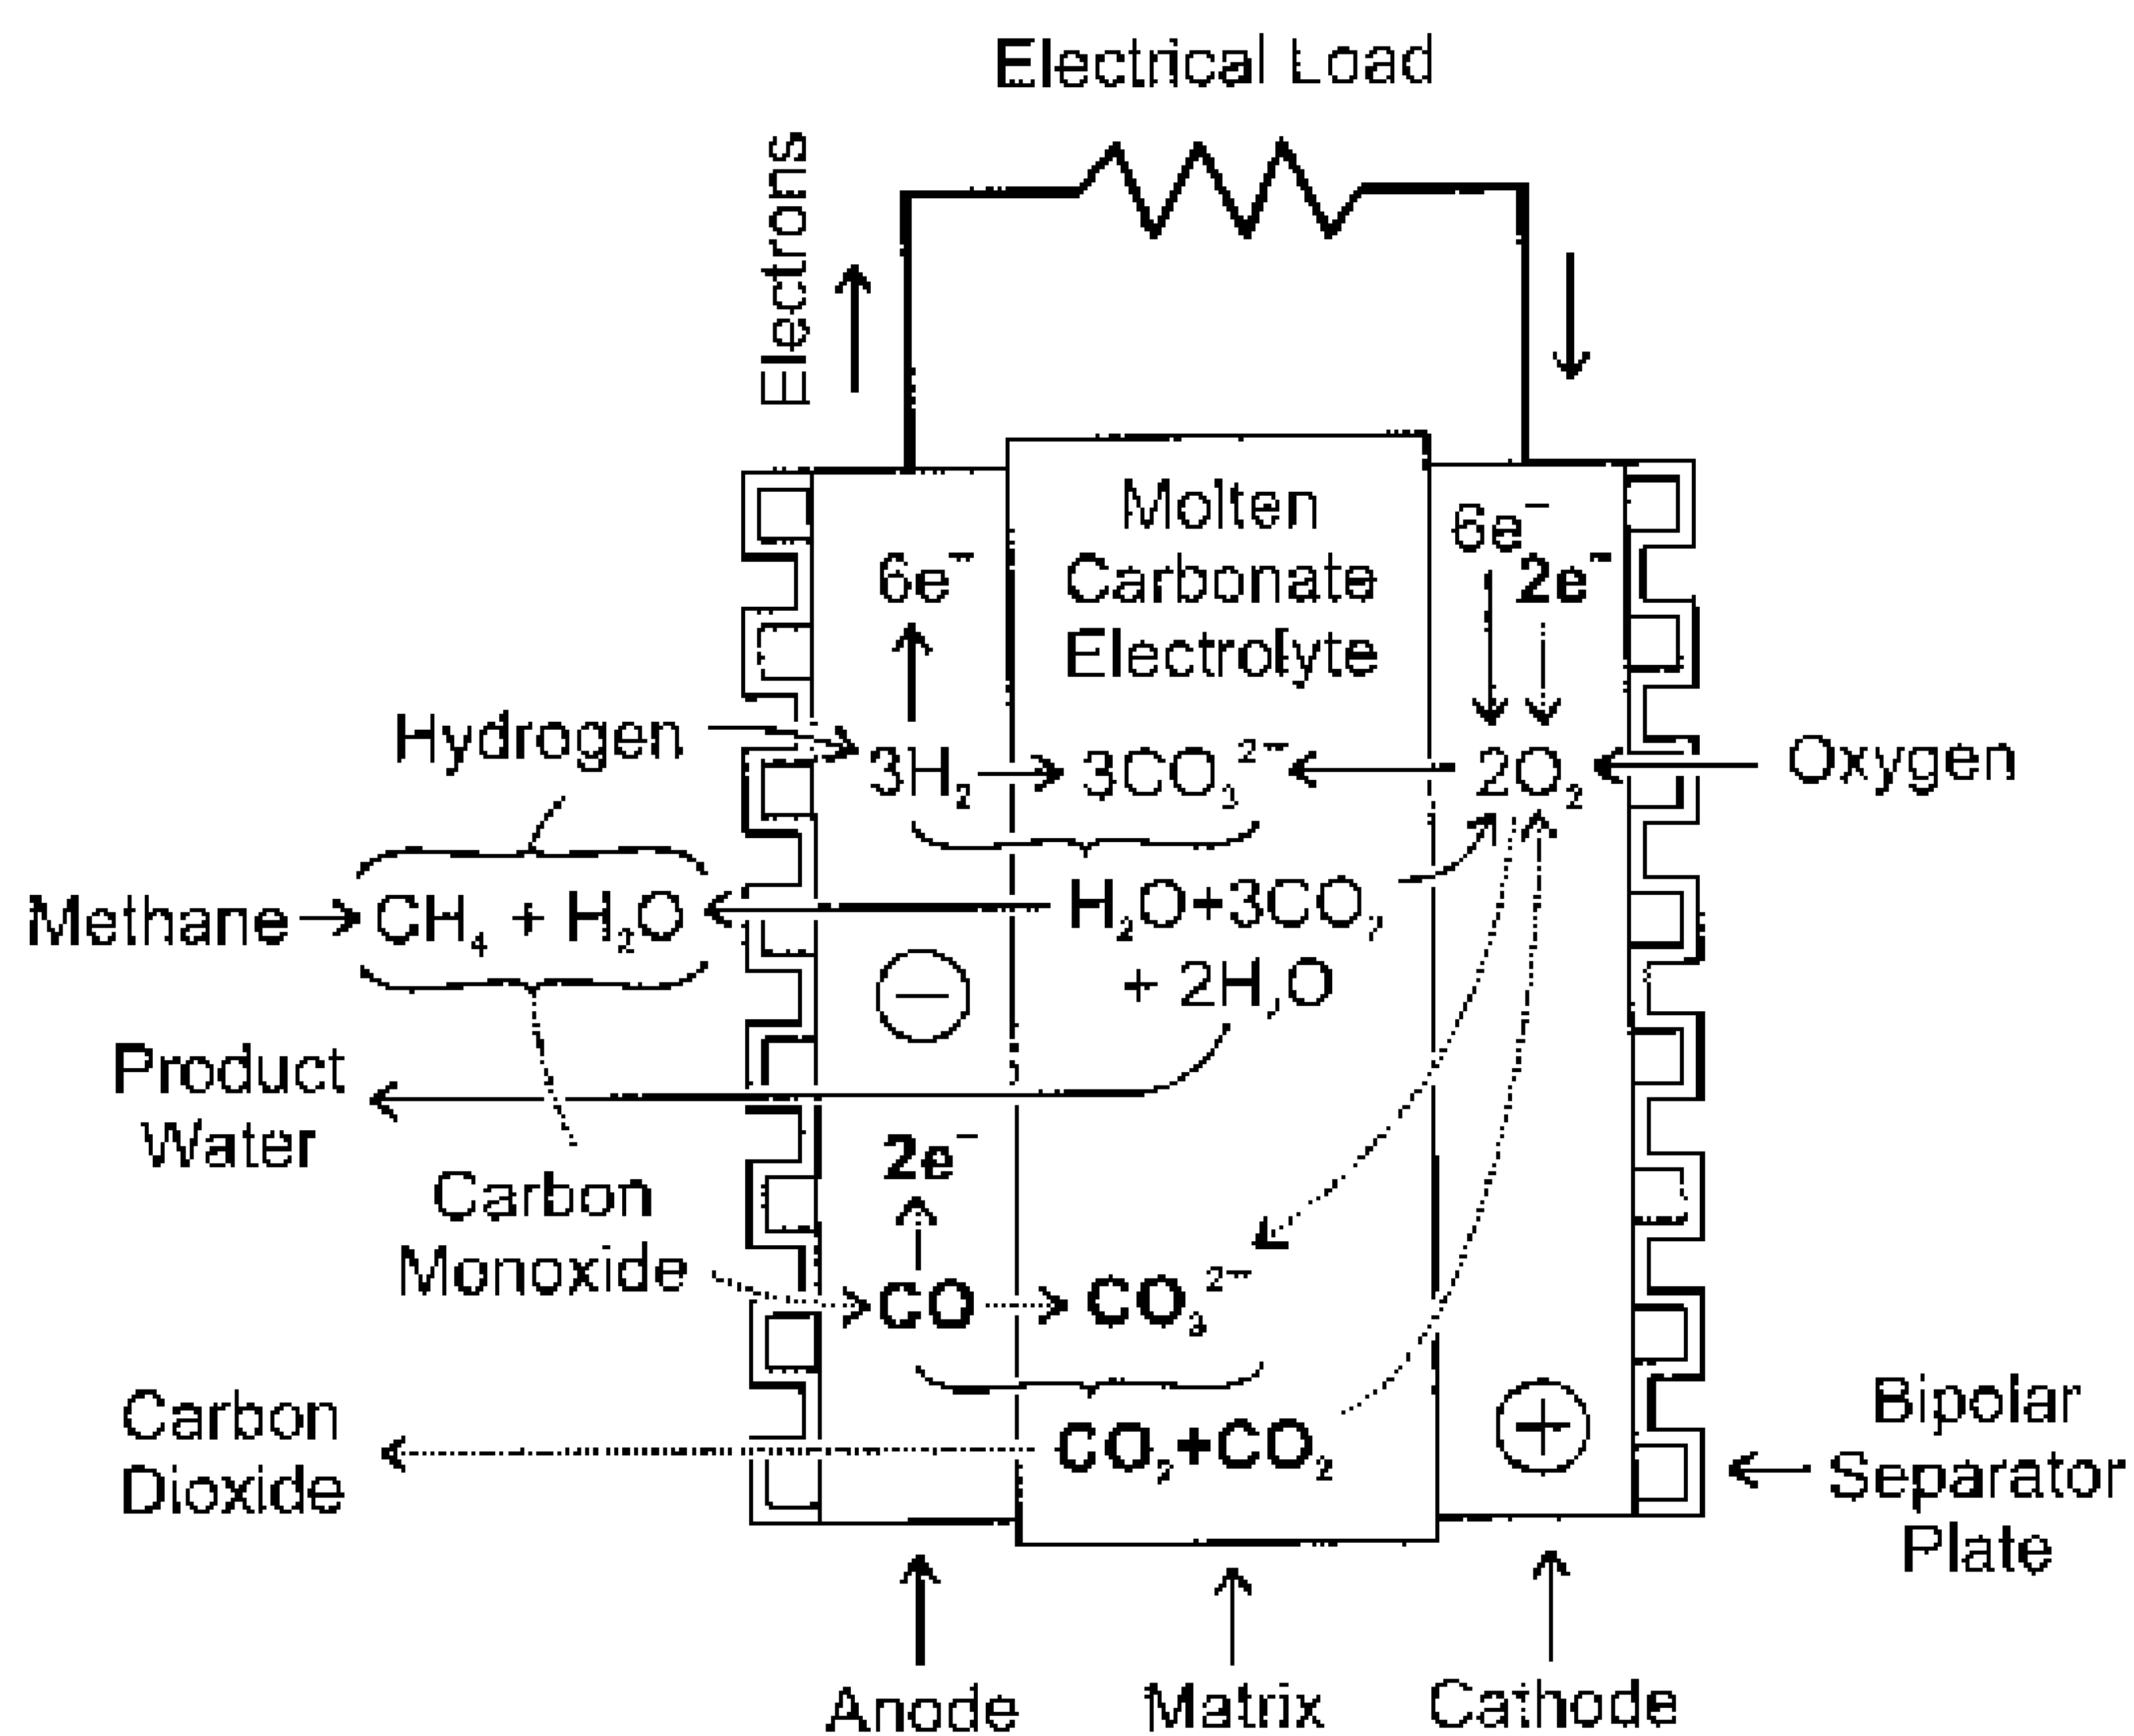 Electrical Load
Electrons
Molten
Carbonate
Electrolyte
6e⁻
6e⁻
2e⁻
Hydrogen
3H₂
3CO₃²⁻
2O₂
Oxygen
Methane
CH₄ + H₂O
H₂O+3CO₂
+ 2H₂O
−
Product
Water
2e⁻
Carbon
Monoxide
CO
CO₃²⁻
Carbon
Dioxide
CO₂+CO₂
+
Bipolar
Separator
Plate
Anode
Matrix
Cathode